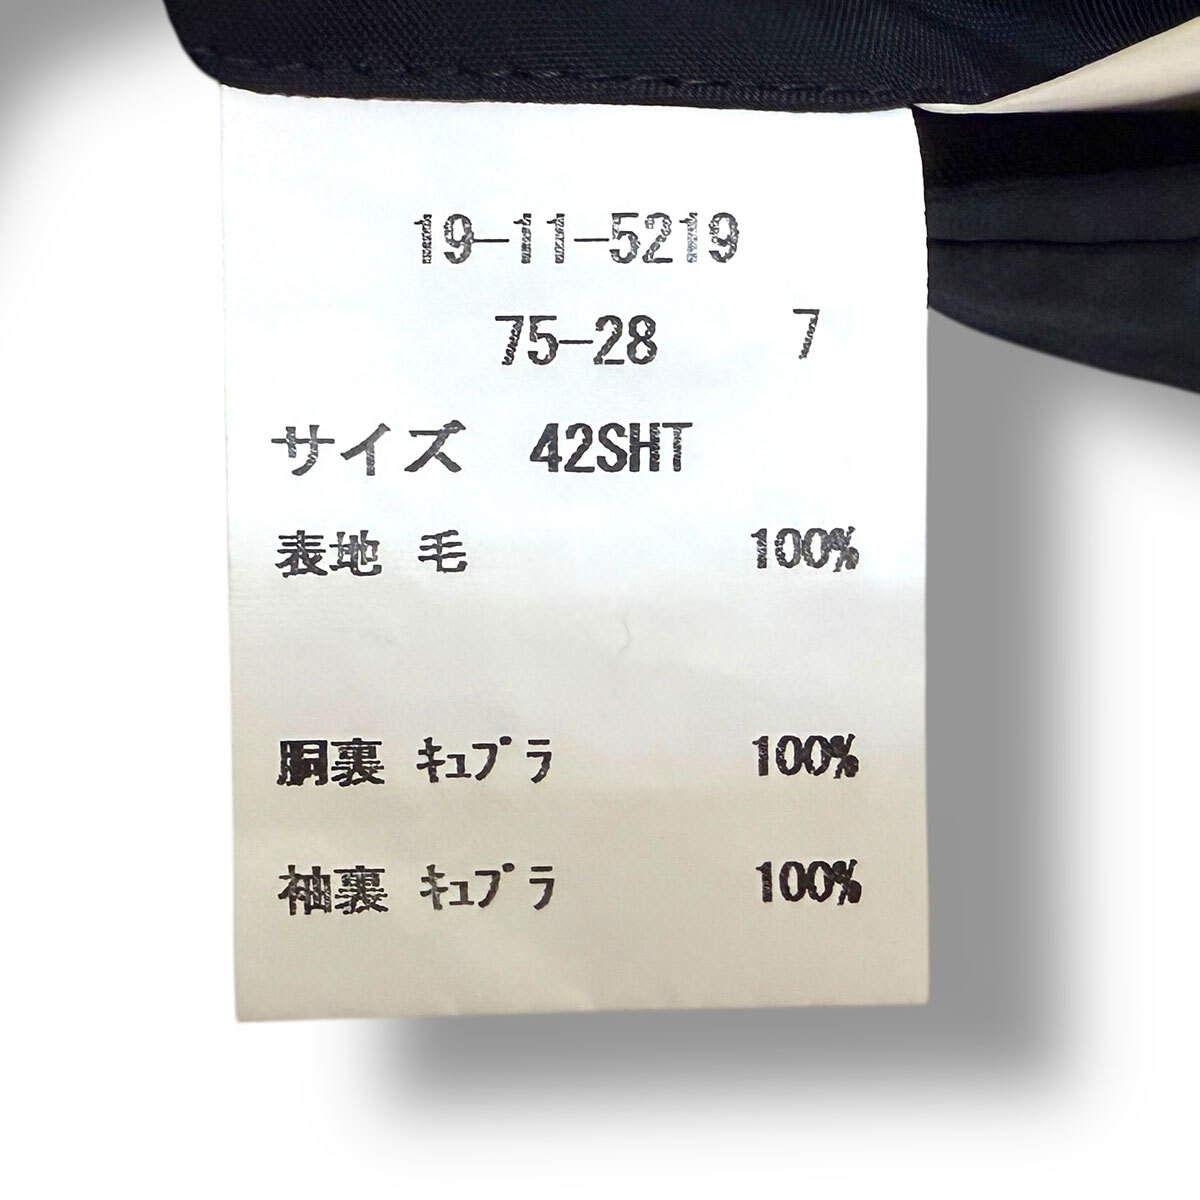 19-11-5219
75-28 7
サイズ 42SHT
表地 毛 100%
胴裏 ｷｭﾌﾟﾗ 100%
袖裏 ｷｭﾌﾟﾗ 100%